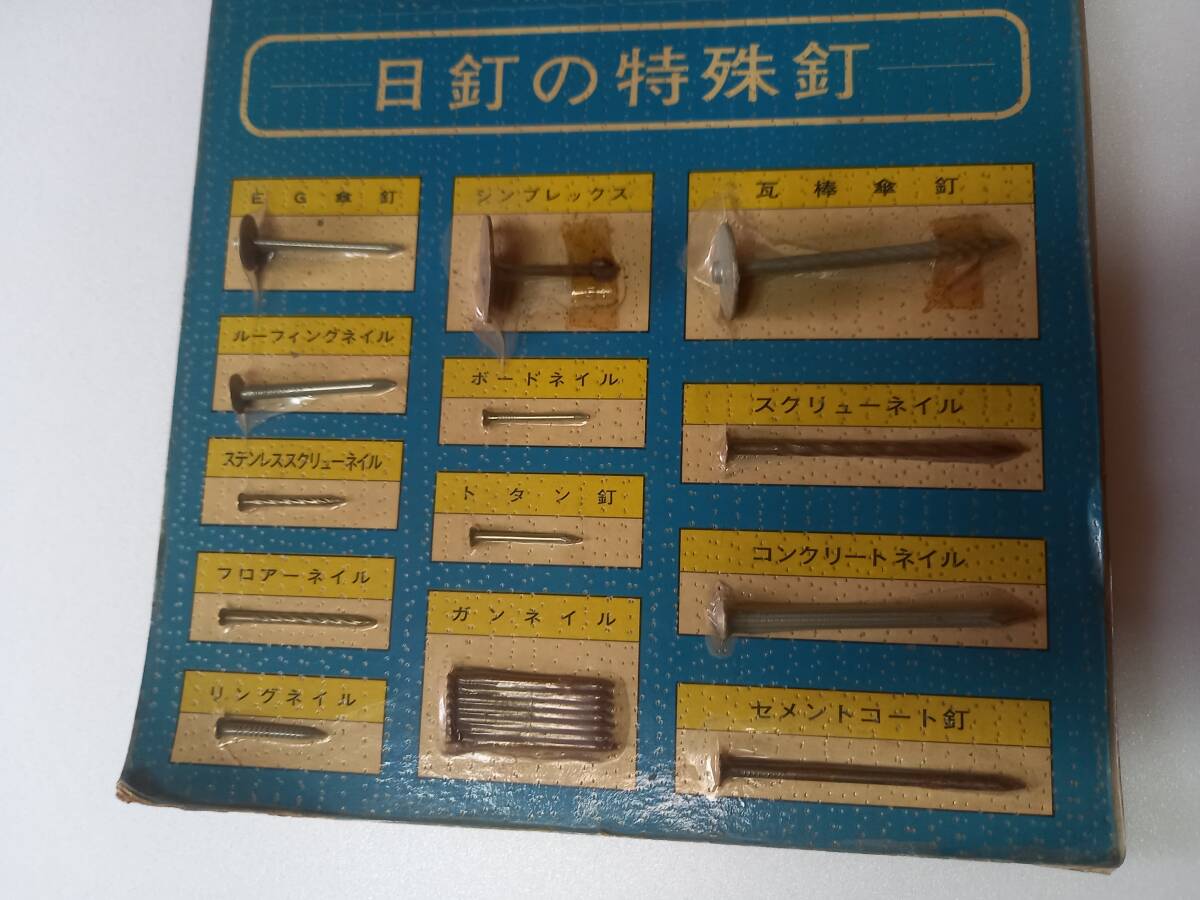 日釘の特殊釘
EG傘釘
シンプレックス
瓦棒傘釘
ルーフィングネイル
ボードネイル
スクリューネイル
ステンレススクリューネイル
トタン釘
コンクリートネイル
フロアーネイル
ガンネイル
リングネイル
セメントコート釘